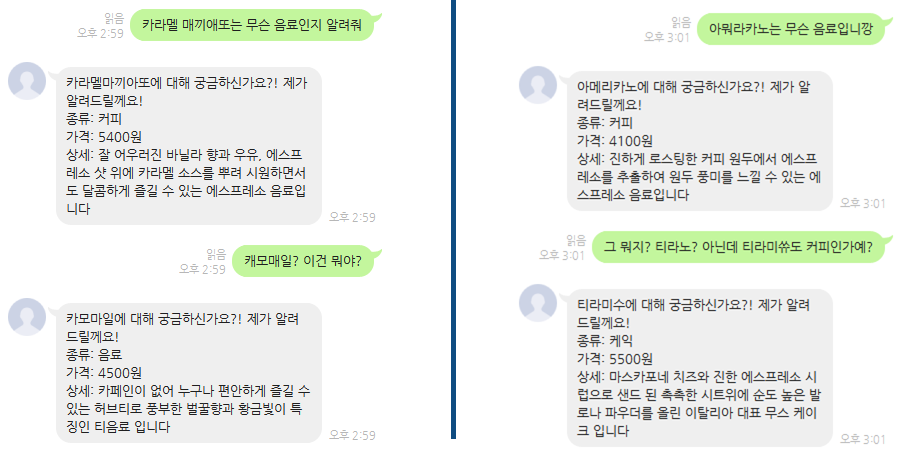 읽음
오후 2:59
카라멜 매끼애또는 무슨 음료인지 알려줘
카라멜마끼아또에 대해 궁금하신가요?! 제가
알려드릴께요!
종류: 커피
가격: 5400원
상세: 잘 어우러진 바닐라 향과 우유, 에스프
레소 샷 위에 카라멜 소스를 뿌려 시원하면서
도 달콤하게 즐길 수 있는 에스프레소 음료입
니다
오후 2:59
읽음
오후 2:59
캐모매일? 이건 뭐야?
카모마일에 대해 궁금하신가요?! 제가 알려
드릴께요!
종류: 음료
가격: 4500원
상세: 카페인이 없어 누구나 편안하게 즐길 수
있는 허브티로 풍부한 벌꿀향과 황금빛이 특
징인 티음료 입니다
오후 2:59
읽음
오후 3:01
아뭐라카노는 무슨 음료입니깡
아메리카노에 대해 궁금하신가요?! 제가 알
려드릴께요!
종류: 커피
가격: 4100원
상세: 진하게 로스팅한 커피 원두에서 에스프
레소를 추출하여 원두 풍미를 느낄 수 있는 에
스프레소 음료입니다
오후 3:01
읽음
오후 3:01
그 뭐지? 티라노? 아닌데 티라미슈도 커피인가예?
티라미수에 대해 궁금하신가요?! 제가 알려
드릴께요!
종류: 케익
가격: 5500원
상세: 마스카포네 치즈와 진한 에스프레소 시
럽으로 샌드 된 촉촉한 시트위에 순도 높은 발
로나 파우더를 올린 이탈리아 대표 무스 케이
크 입니다
오후 3:01